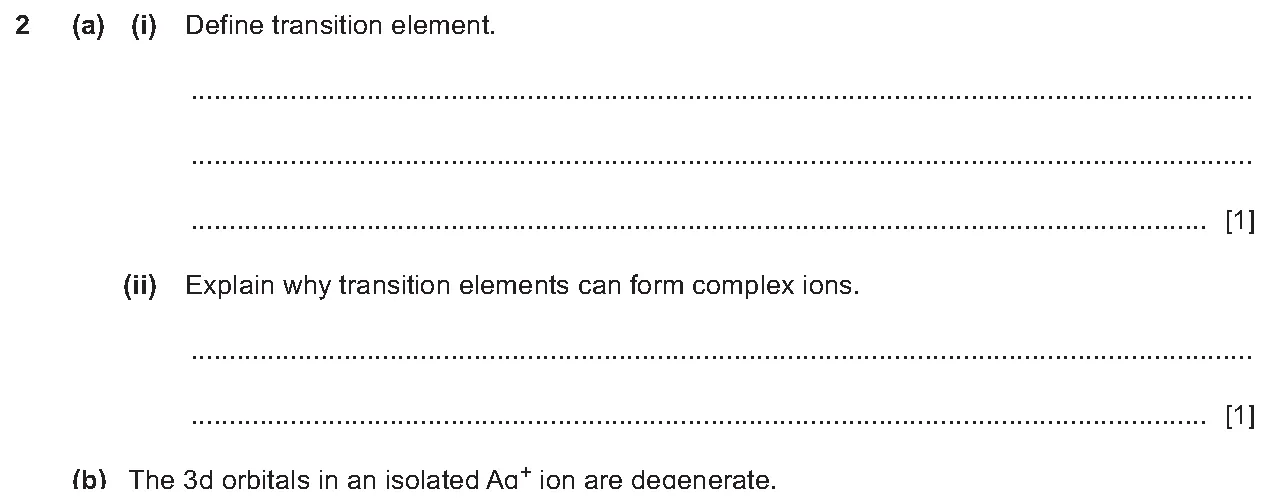 2 (a) (i) Define transition element.
..........................................................................................................................................
..........................................................................................................................................
.................................................................................................................................... [1]
(ii) Explain why transition elements can form complex ions.
..........................................................................................................................................
.................................................................................................................................... [1]
(b) The 3d orbitals in an isolated Ag⁺ ion are degenerate.